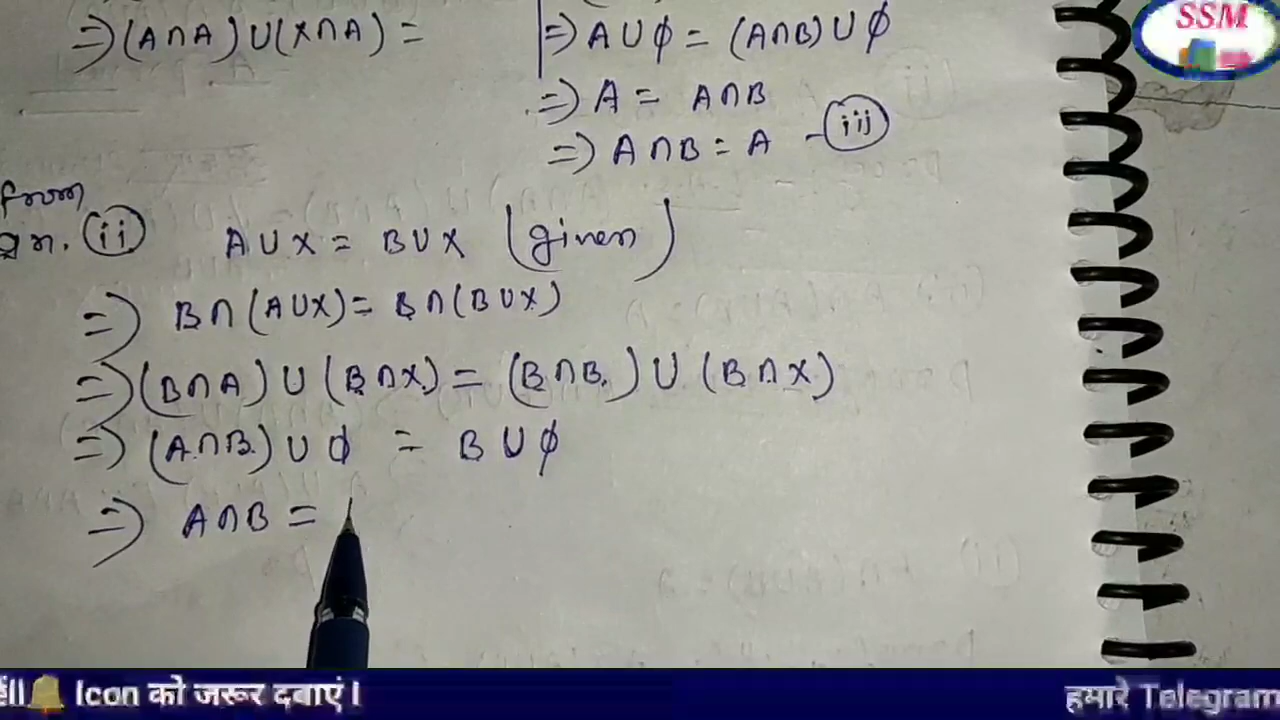 SSM
⇒(A∩A)∪(X∩A)=
⇒A∪ϕ=(A∩B)∪ϕ
⇒ A = A∩B
⇒ A∩B = A -(iii)
from
(ii) A∪X = B∪X (given)
⇒ B∩(A∪X)= B∩(B∪X)
⇒(B∩A)∪(B∩X)=(B∩B)∪(B∩X)
⇒(A∩B)∪ϕ = B∪ϕ
⇒ A∩B =
Icon को जरूर दबाएं। हमारे Telegram